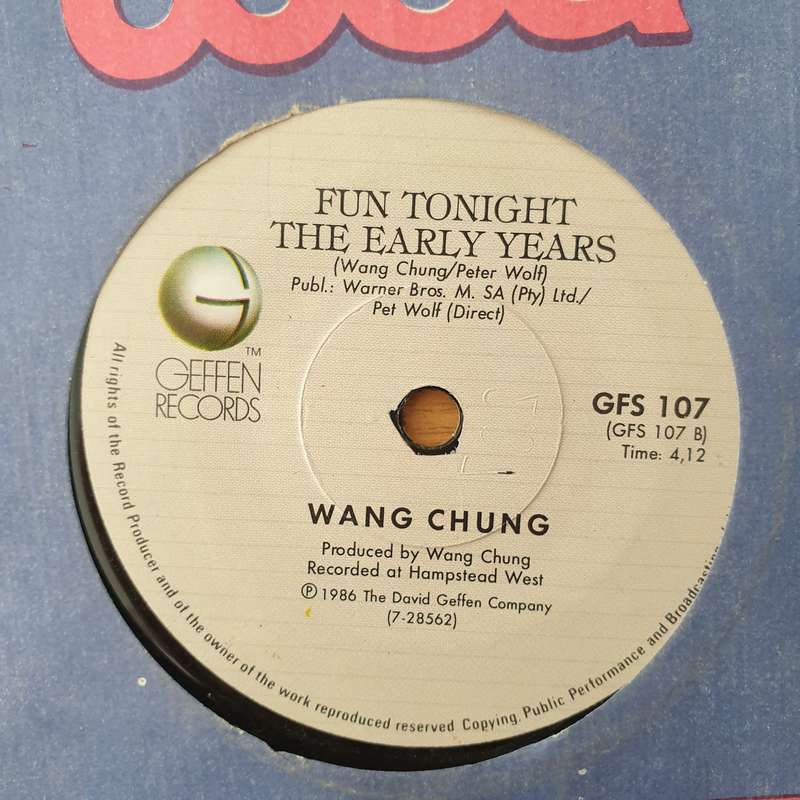 FUN TONIGHT
THE EARLY YEARS
(Wang Chung/Peter Wolf)
Publ.: Warner Bros. M. SA (Pty) Ltd./
Pet Wolf (Direct)
G
TM
GEFFEN
RECORDS
GFS 107
(GFS 107 B)
Time: 4,12
WANG CHUNG
Produced by Wang Chung
Recorded at Hampstead West
Ⓟ 1986 The David Geffen Company
(7-28562)
All rights of the Record Producer and of the owner of the work reproduced reserved Copying, Public Performance and Broadcasting